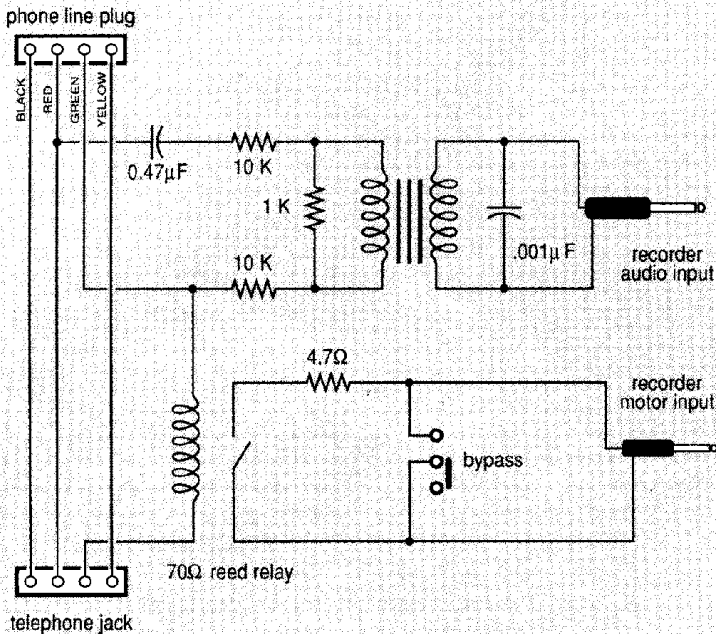 phone line plug
BLACK
RED
GREEN
YELLOW
0.47µF
10 K
1 K
10 K
.001µ F
recorder
audio input
4.7Ω
recorder
motor input
bypass
70Ω reed relay
telephone jack